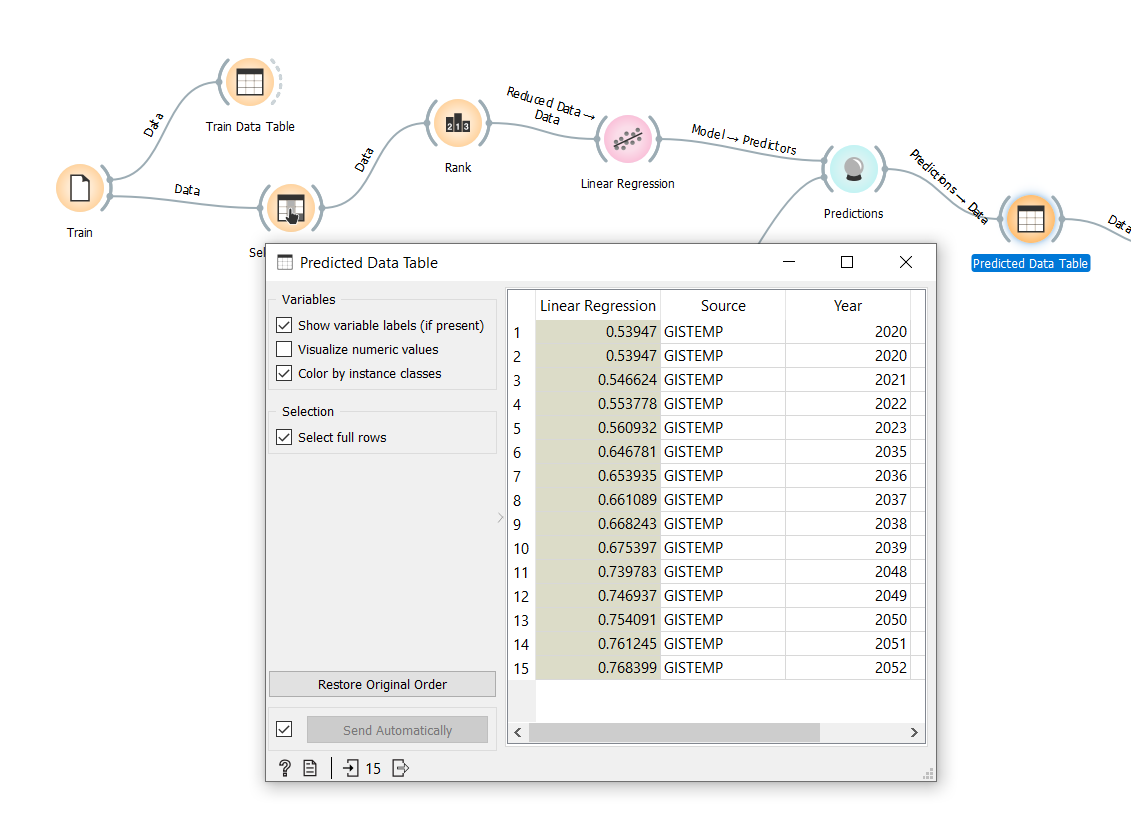 Data
Train Data Table
Train
Data
Data
Rank
Reduced Data → Data
Linear Regression
Model → Predictors
Predictions
Predictions → Data
Predicted Data Table
Data
Sel
Predicted Data Table
Variables
Show variable labels (if present)
Visualize numeric values
Color by instance classes
Selection
Select full rows
Restore Original Order
Send Automatically
? 15
Linear Regression Source Year
1 0.53947 GISTEMP 2020
2 0.53947 GISTEMP 2020
3 0.546624 GISTEMP 2021
4 0.553778 GISTEMP 2022
5 0.560932 GISTEMP 2023
6 0.646781 GISTEMP 2035
7 0.653935 GISTEMP 2036
8 0.661089 GISTEMP 2037
9 0.668243 GISTEMP 2038
10 0.675397 GISTEMP 2039
11 0.739783 GISTEMP 2048
12 0.746937 GISTEMP 2049
13 0.754091 GISTEMP 2050
14 0.761245 GISTEMP 2051
15 0.768399 GISTEMP 2052